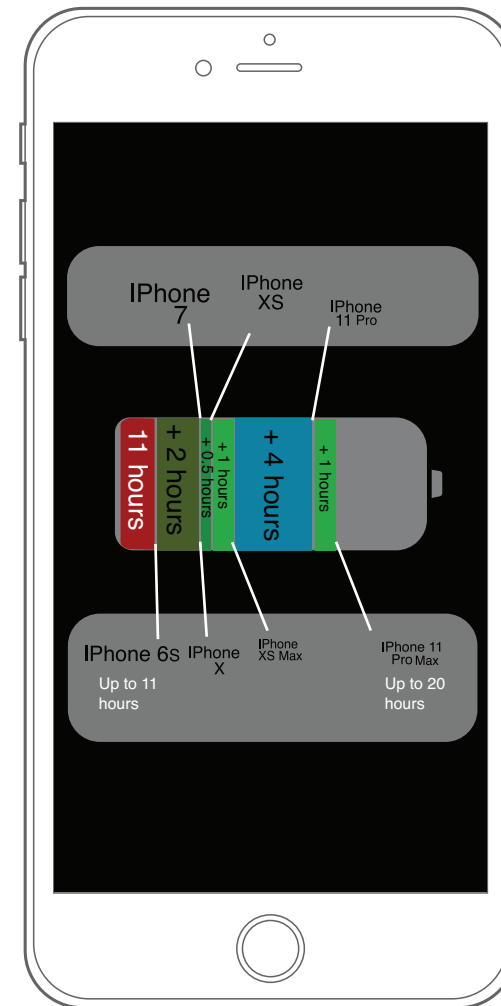 IPhone
7
IPhone
XS
IPhone
11 Pro
11 hours
+ 2 hours
+ 0,5 hours
+ 1 hours
+ 4 hours
+ 1 hours
IPhone 6s
Up to 11
hours
IPhone
X
IPhone
XS Max
IPhone 11
Pro Max
Up to 20
hours